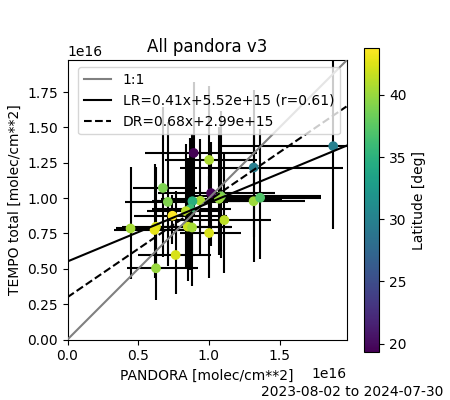 All pandora v3
1e16
1:1
LR=0.41x+5.52e+15 (r=0.61)
DR=0.68x+2.99e+15
TEMPO total [molec/cm**2]
1.75
1.50
1.25
1.00
0.75
0.50
0.25
0.00
0.0 0.5 1.0 1.5
1e16
PANDORA [molec/cm**2]
40
35
30
25
20
Latitude [deg]
2023-08-02 to 2024-07-30